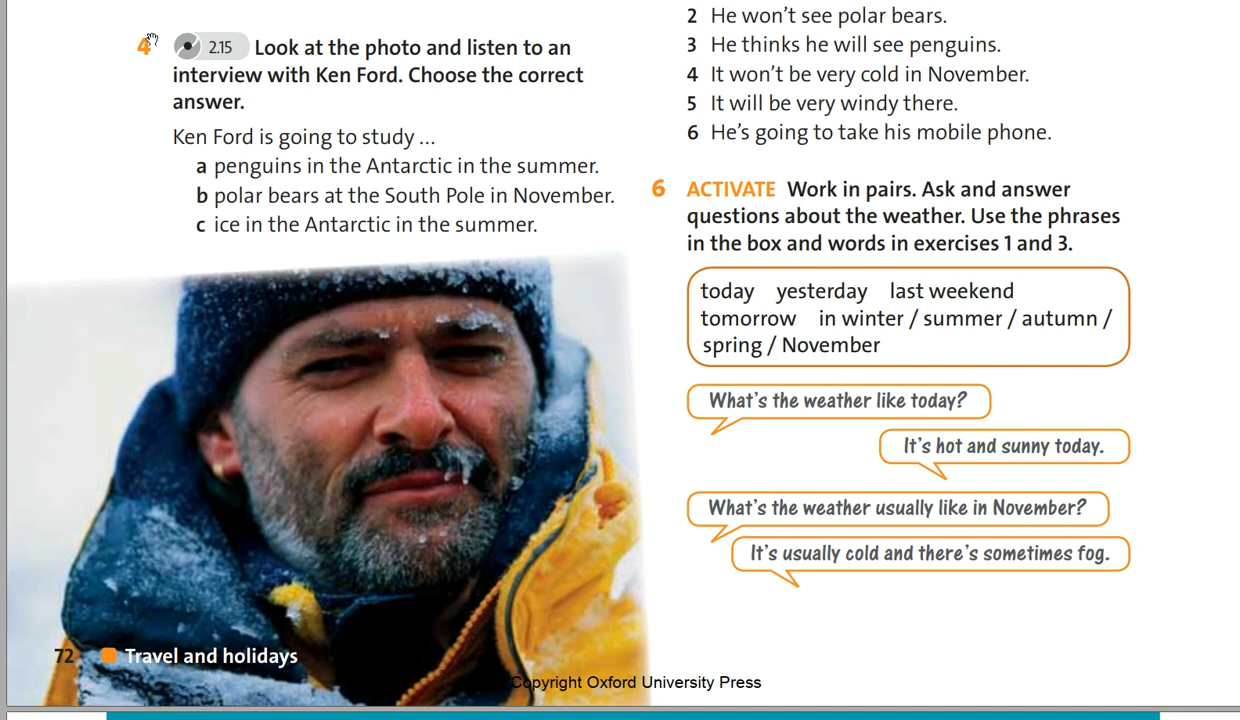 4 2.15 Look at the photo and listen to an
interview with Ken Ford. Choose the correct
answer.
Ken Ford is going to study ...
a penguins in the Antarctic in the summer.
b polar bears at the South Pole in November.
c ice in the Antarctic in the summer.
72 Travel and holidays
2 He won't see polar bears.
3 He thinks he will see penguins.
4 It won't be very cold in November.
5 It will be very windy there.
6 He's going to take his mobile phone.
6 ACTIVATE Work in pairs. Ask and answer
questions about the weather. Use the phrases
in the box and words in exercises 1 and 3.
today yesterday last weekend
tomorrow in winter / summer / autumn /
spring / November
What's the weather like today?
It's hot and sunny today.
What's the weather usually like in November?
It's usually cold and there's sometimes fog.
Copyright Oxford University Press